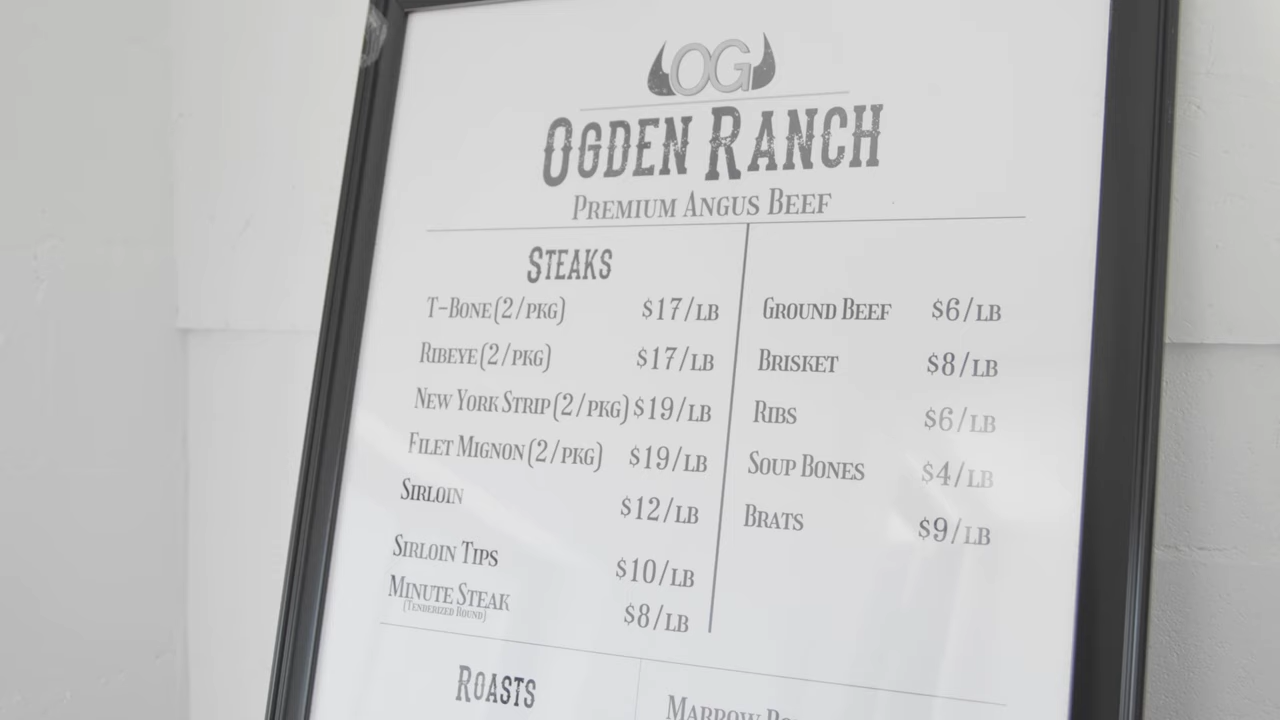 OG
OGDEN RANCH
PREMIUM ANGUS BEEF
STEAKS
T-BONE (2/PKG) $17/LB
RIBEYE (2/PKG) $17/LB
NEW YORK STRIP (2/PKG) $19/LB
FILET MIGNON (2/PKG) $19/LB
SIRLOIN $12/LB
SIRLOIN TIPS $10/LB
MINUTE STEAK $8/LB
(TENDERIZED ROUND)
GROUND BEEF $6/LB
BRISKET $8/LB
RIBS $6/LB
SOUP BONES $4/LB
BRATS $9/LB
ROASTS
MARROW